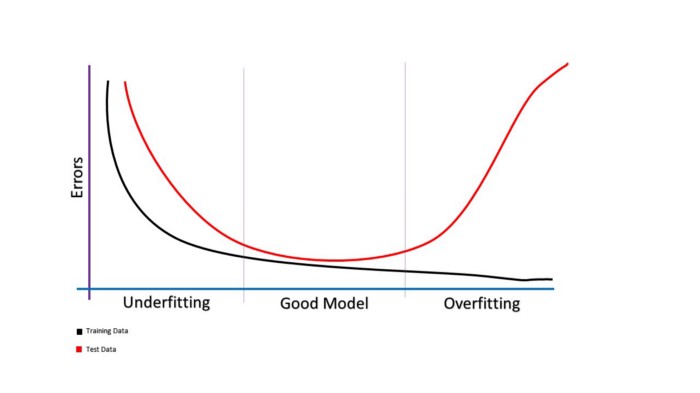 Errors
Underfitting
Good Model
Overfitting
Training Data
Test Data